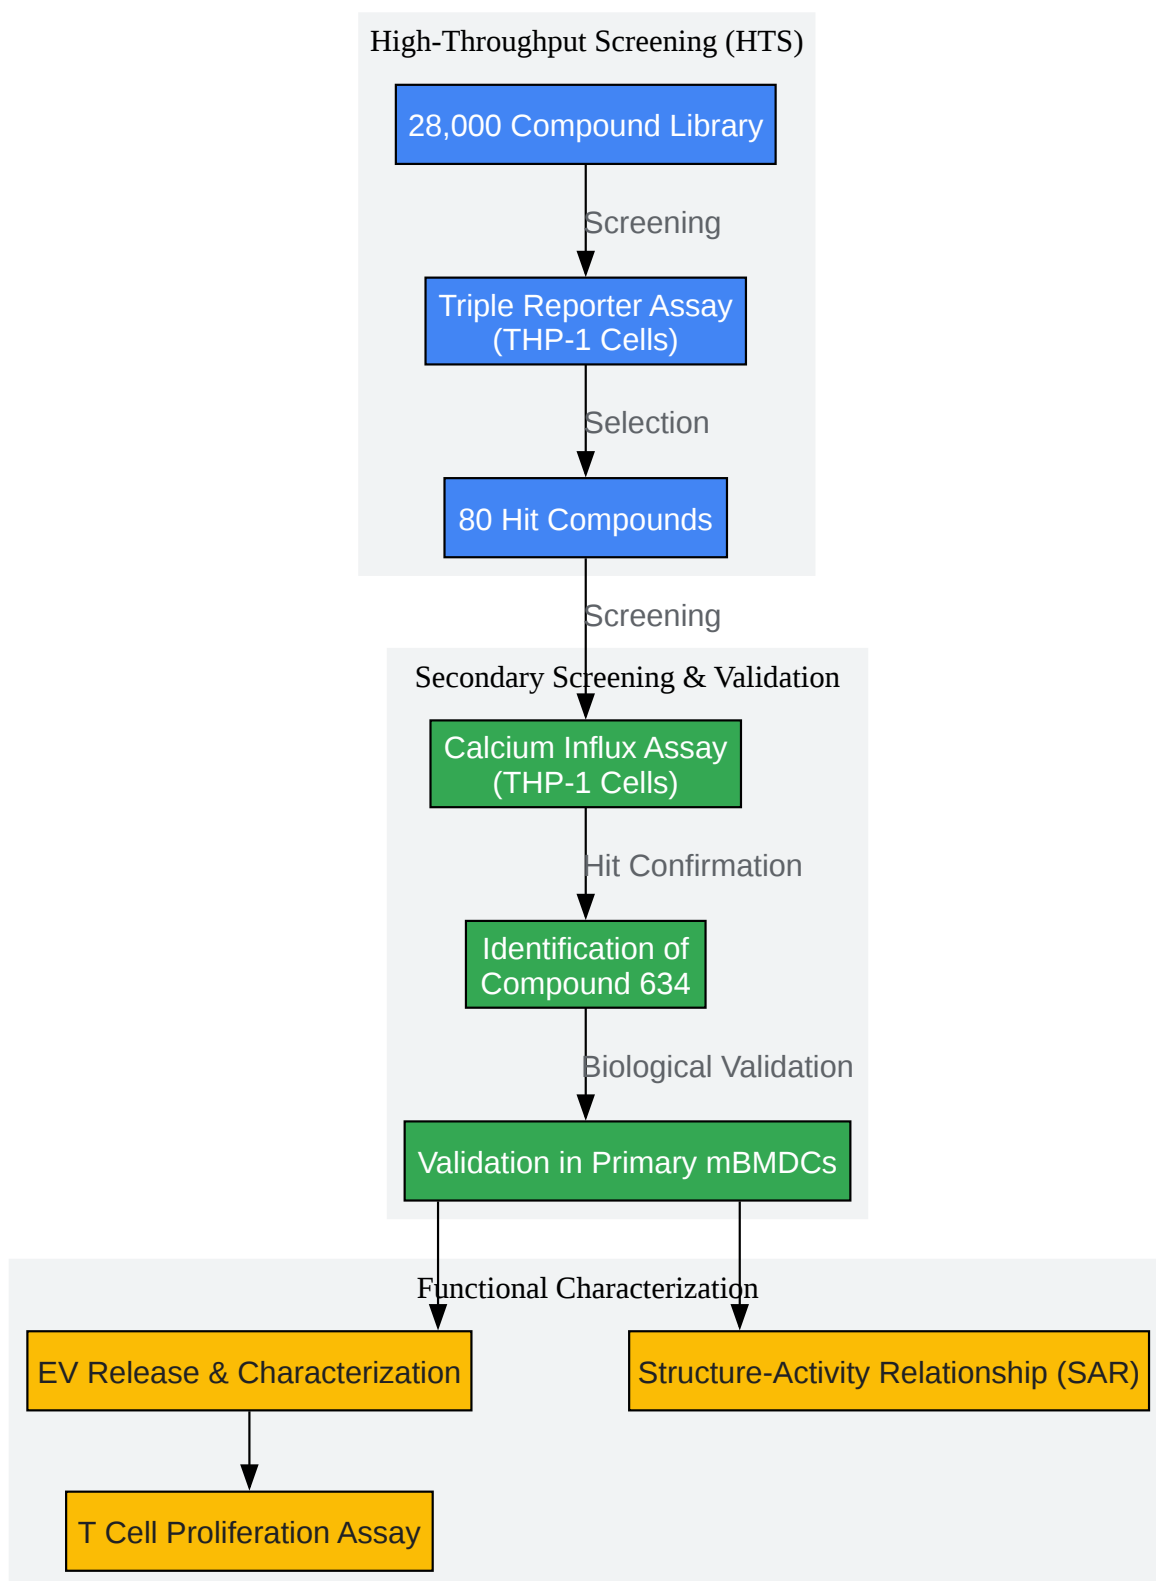 High-Throughput Screening (HTS)
28,000 Compound Library
Screening
Triple Reporter Assay
(THP-1 Cells)
Selection
80 Hit Compounds
Screening
Secondary Screening & Validation
Calcium Influx Assay
(THP-1 Cells)
Hit Confirmation
Identification of
Compound 634
Biological Validation
Validation in Primary mBMDCs
Functional Characterization
EV Release & Characterization
Structure-Activity Relationship (SAR)
T Cell Proliferation Assay